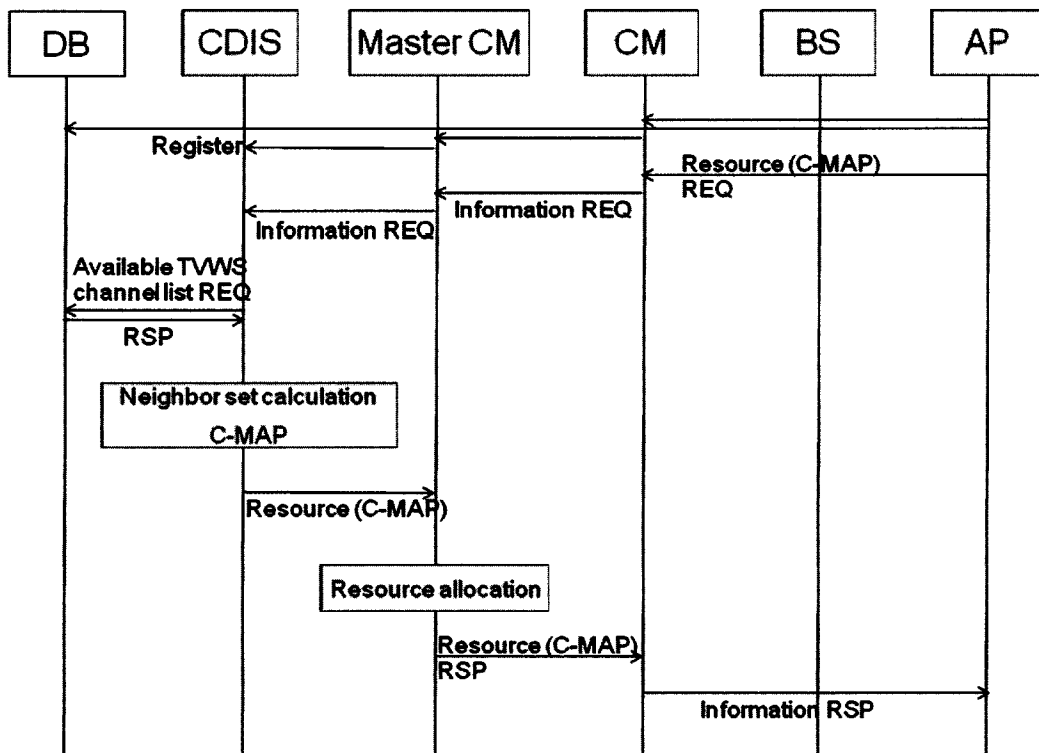 DB
CDIS
Master CM
CM
BS
AP
Register
Resource (C-MAP)
REQ
Information REQ
Information REQ
Available TVWS
channel list REQ
RSP
Neighbor set calculation
C-MAP
Resource (C-MAP)
Resource allocation
Resource (C-MAP)
RSP
Information RSP